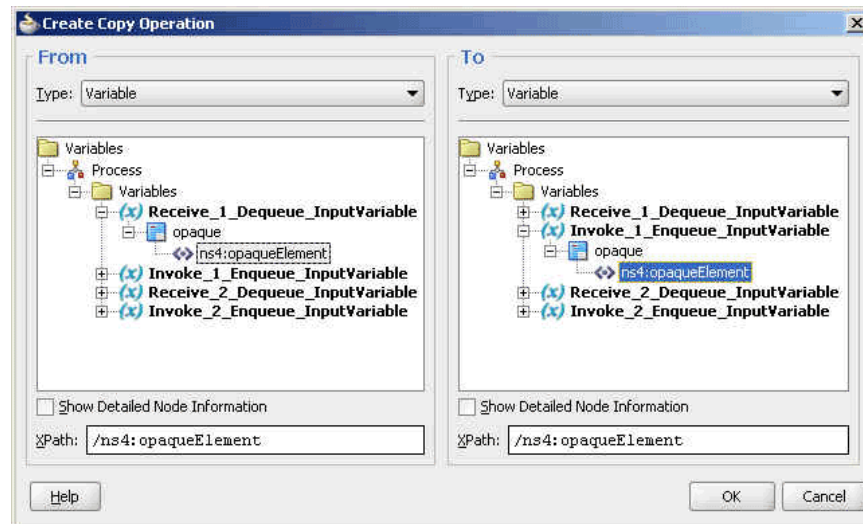 Create Copy Operation
From
Type: Variable
Variables
Process
Variables
Receive_1_Dequeue_InputVariable
opaque
ns4:opaqueElement
Invoke_1_Enqueue_InputVariable
Receive_2_Dequeue_InputVariable
Invoke_2_Enqueue_InputVariable
Show Detailed Node Information
XPath: /ns4:opaqueElement
To
Type: Variable
Variables
Process
Variables
Receive_1_Dequeue_InputVariable
Invoke_1_Enqueue_InputVariable
opaque
ns4:opaqueElement
Receive_2_Dequeue_InputVariable
Invoke_2_Enqueue_InputVariable
Show Detailed Node Information
XPath: /ns4:opaqueElement
Help
OK
Cancel